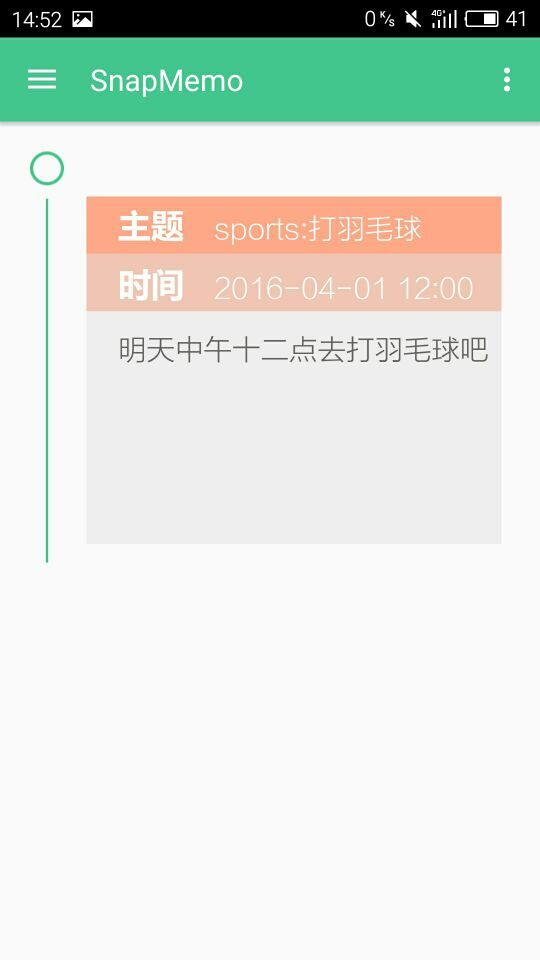 14:52 0 K/s 4G+ 41
SnapMemo
主题 sports:打羽毛球
时间 2016-04-01 12:00
明天中午十二点去打羽毛球吧